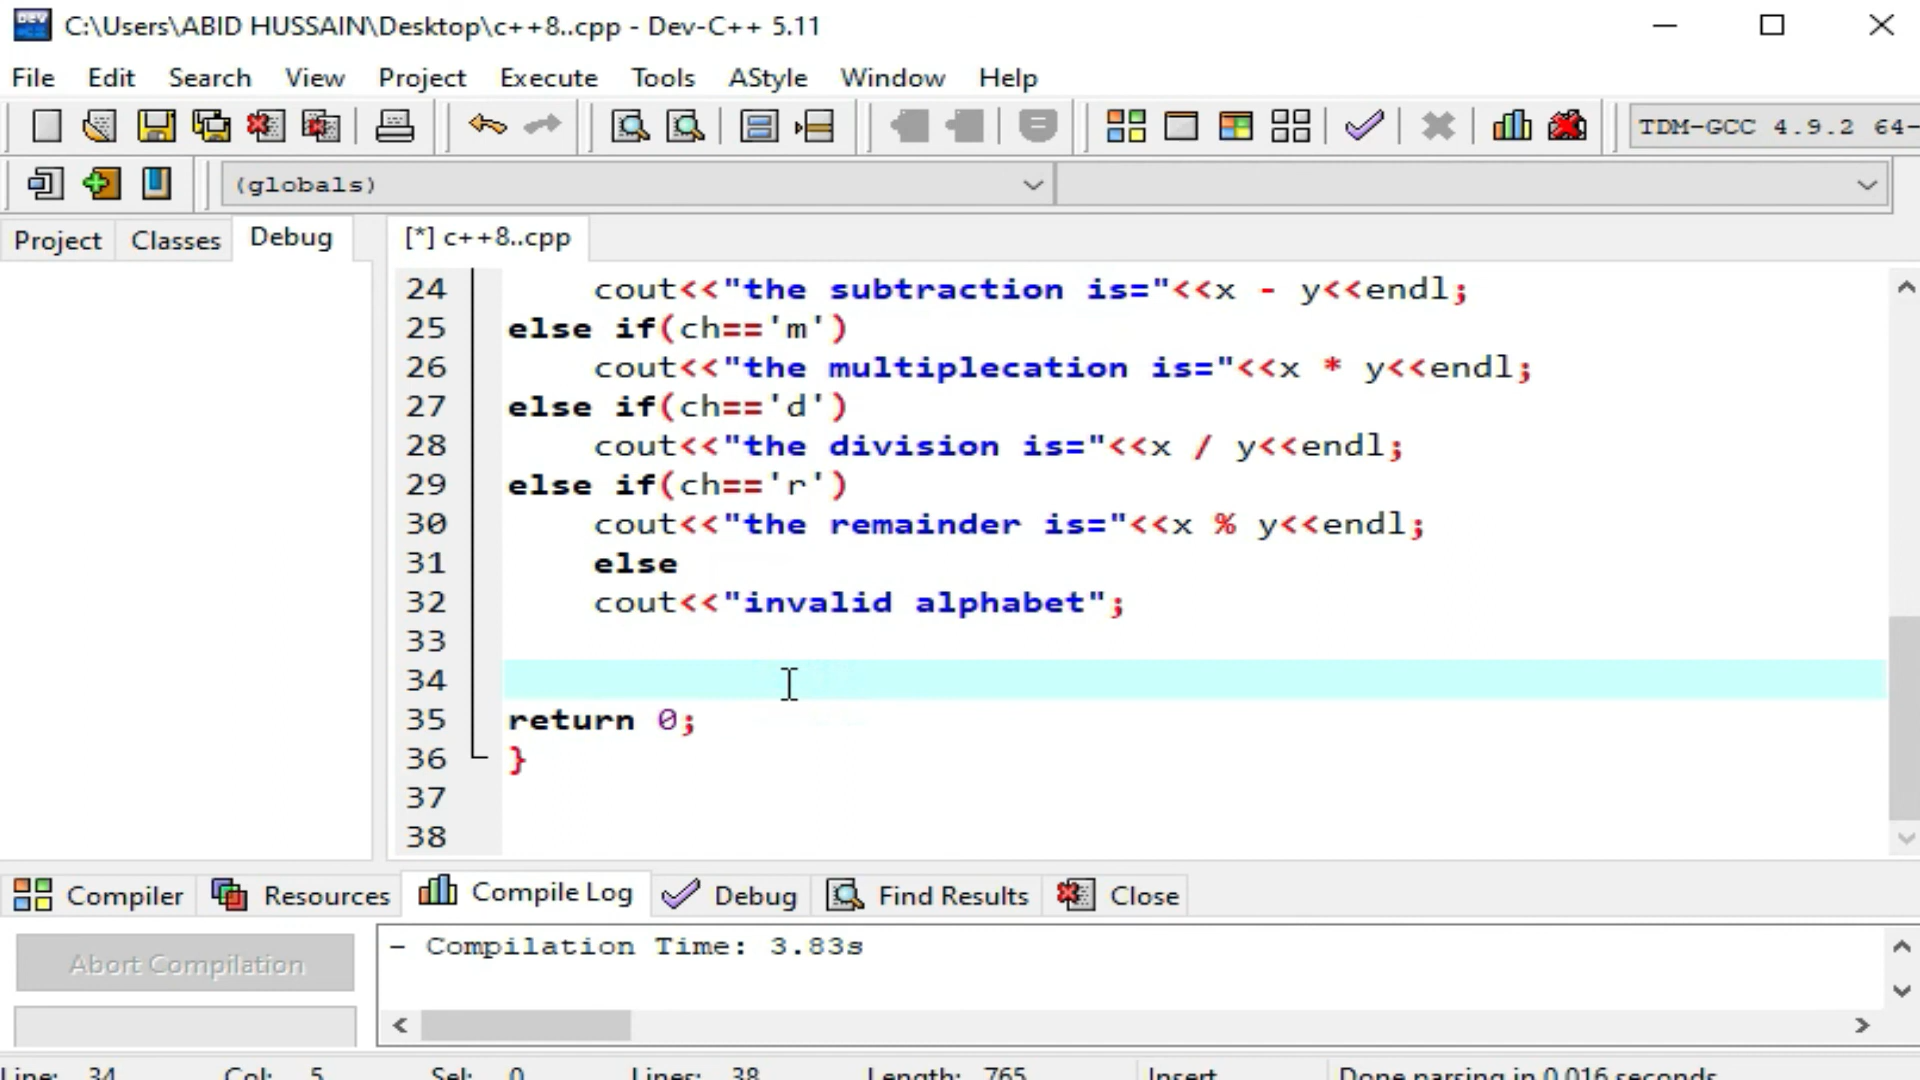 C:\Users\ABID HUSSAIN\Desktop\c++8..cpp - Dev-C++ 5.11
File Edit Search View Project Execute Tools AStyle Window Help
TDM-GCC 4.9.2 64-
(globals)
Project Classes Debug [*] c++8..cpp
24 cout<<"the subtraction is="<<x - y<<endl;
25 else if(ch=='m')
26 cout<<"the multiplecation is="<<x * y<<endl;
27 else if(ch=='d')
28 cout<<"the division is="<<x / y<<endl;
29 else if(ch=='r')
30 cout<<"the remainder is="<<x % y<<endl;
31 else
32 cout<<"invalid alphabet";
33
34
35 return 0;
36 }
37
38
Compiler Resources Compile Log Debug Find Results Close
Abort Compilation
- Compilation Time: 3.83s
Line: 34 Col: 5 Sel: 0 Lines: 38 Length: 765 Insert Done parsing in 0.016 seconds